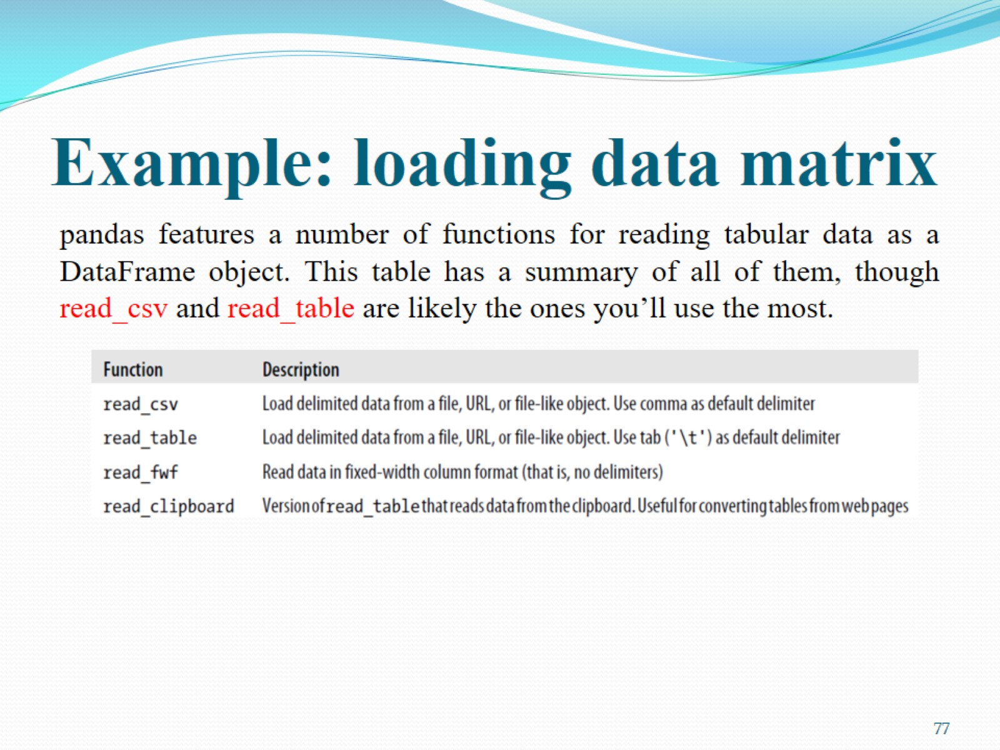 Example: loading data matrix
pandas features a number of functions for reading tabular data as a
DataFrame object. This table has a summary of all of them, though
read_csv and read_table are likely the ones you’ll use the most.
Function Description
read_csv Load delimited data from a file, URL, or file-like object. Use comma as default delimiter
read_table Load delimited data from a file, URL, or file-like object. Use tab ('\t') as default delimiter
read_fwf Read data in fixed-width column format (that is, no delimiters)
read_clipboard Version of read_table that reads data from the clipboard. Useful for converting tables from web pages
77